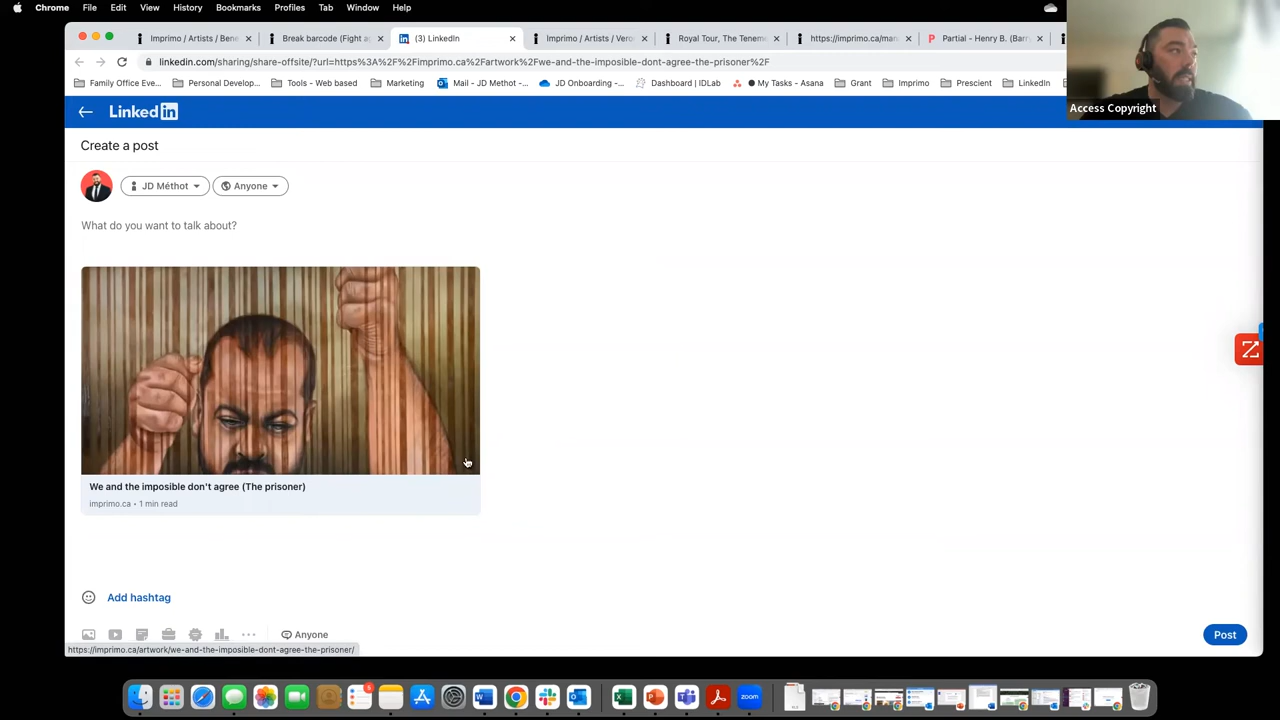 Chrome File Edit View History Bookmarks Profiles Tab Window Help
Imprimo / Artists / Bene
Break barcode (Fight a
(3) LinkedIn
Imprimo / Artists / Vero
Royal Tour, The Teneme
https://imprimo.ca/man
Partial - Henry B. (Barr
linkedin.com/sharing/share-offsite/?url=https%3A%2F%2Fimprimo.ca%2Fartwork%2Fwe-and-the-imposible-dont-agree-the-prisoner%2F
Family Office Eve...
Personal Develop...
Tools - Web based
Marketing
Mail - JD Methot -...
JD Onboarding -...
Dashboard | IDLab
My Tasks - Asana
Grant
Imprimo
Prescient
LinkedIn
Access Copyright
Linkedin
Create a post
JD Méthot
Anyone
What do you want to talk about?
We and the imposible don't agree (The prisoner)
imprimo.ca • 1 min read
Add hashtag
Anyone
Post
https://imprimo.ca/artwork/we-and-the-imposible-dont-agree-the-prisoner/